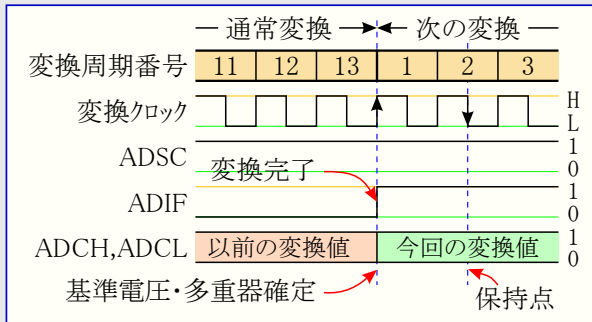 通常変換 次の変換
変換周期番号 11 12 13 1 2 3
変換クロック H L
ADSC 1 0
変換完了
ADIF 1 0
ADCH,ADCL 以前の変換値 今回の変換値 1 0
基準電圧・多重器確定 保持点